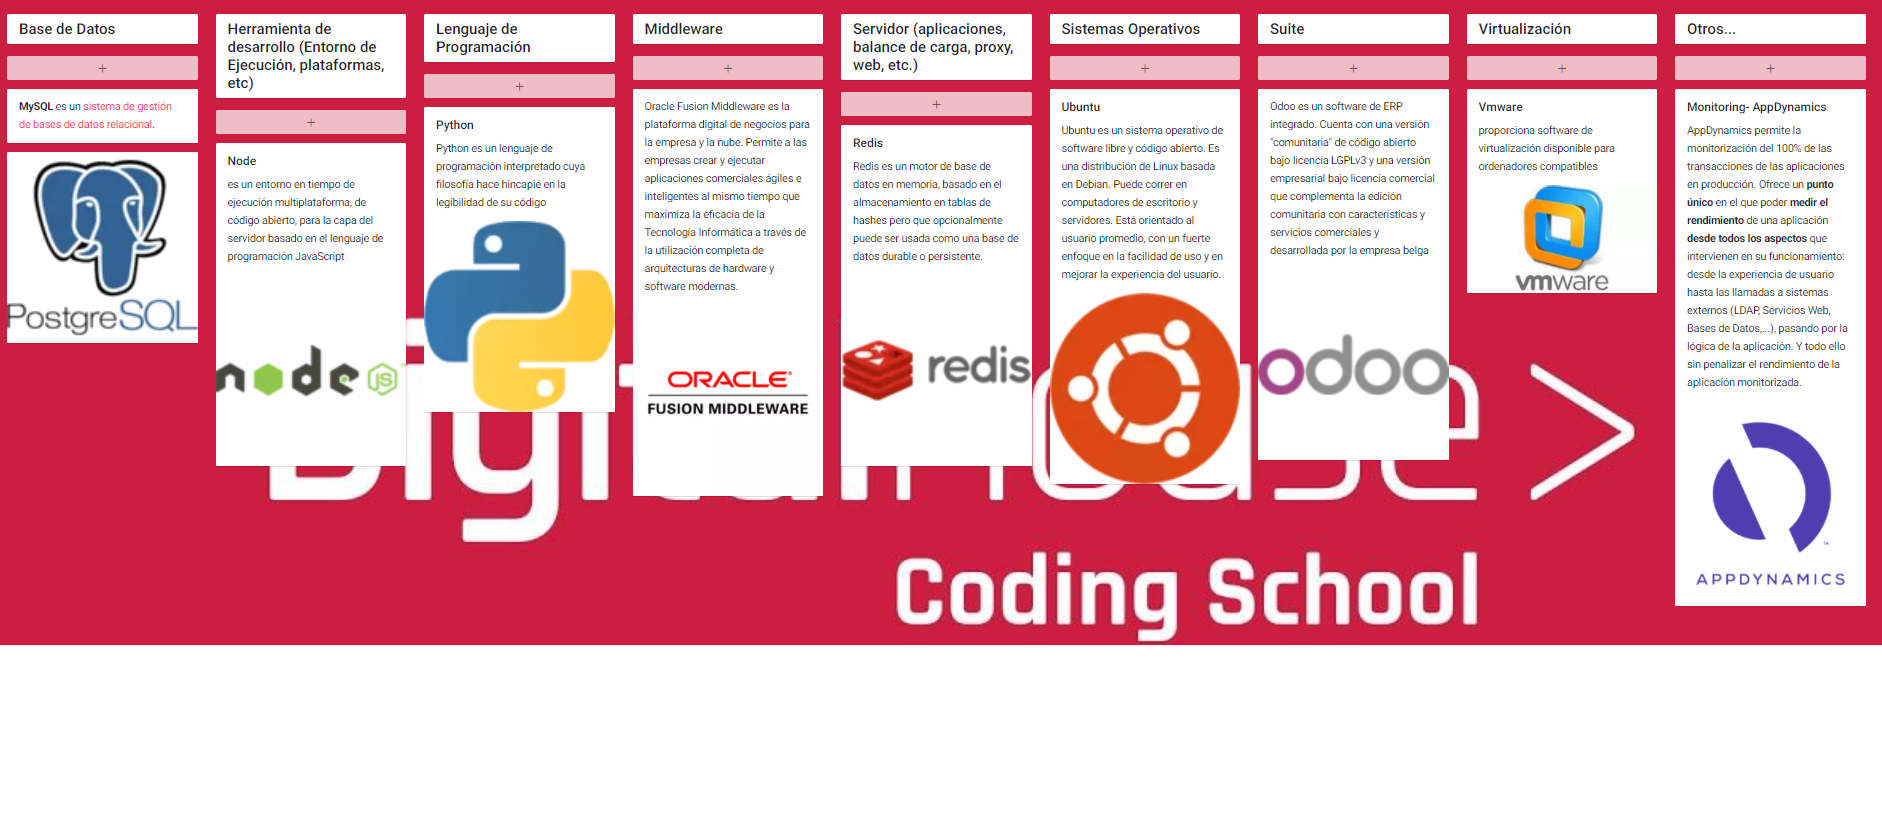 Base de Datos
+
MySQL es un sistema de gestión
de bases de datos relacional.
PostgreSQL
Herramienta de
desarrollo (Entorno de
Ejecución, plataformas,
etc)
+
Node
es un entorno en tiempo de
ejecución multiplataforma, de
código abierto, para la capa del
servidor basado en el lenguaje de
programación JavaScript
node JS
Lenguaje de
Programación
+
Python
Python es un lenguaje de
programación interpretado cuya
filosofía hace hincapié en la
legibilidad de su código
Middleware
+
Oracle Fusion Middleware es la
plataforma digital de negocios para
la empresa y la nube. Permite a las
empresas crear y ejecutar
aplicaciones comerciales ágiles e
inteligentes al mismo tiempo que
maximiza la eficacia de la
Tecnología Informática a través de
la utilización completa de
arquitecturas de hardware y
software modernas.
ORACLE
FUSION MIDDLEWARE
Servidor (aplicaciones,
balance de carga, proxy,
web, etc.)
+
Redis
Redis es un motor de base de
datos en memoria, basado en el
almacenamiento en tablas de
hashes pero que opcionalmente
puede ser usada como una base de
datos durable o persistente.
redis
Sistemas Operativos
+
Ubuntu
Ubuntu es un sistema operativo de
software libre y código abierto. Es
una distribución de Linux basada
en Debian. Puede correr en
computadores de escritorio y
servidores. Está orientado al
usuario promedio, con un fuerte
enfoque en la facilidad de uso y en
mejorar la experiencia del usuario.
Suite
+
Odoo es un software de ERP
integrado. Cuenta con una versión
"comunitaria" de código abierto
bajo licencia LGPLv3 y una versión
empresarial bajo licencia comercial
que complementa la edición
comunitaria con características y
servicios comerciales y
desarrollada por la empresa belga
odoo
Virtualización
+
Vmware
proporciona software de
virtualización disponible para
ordenadores compatibles
vmware
Otros...
+
Monitoring- AppDynamics
AppDynamics permite la
monitorización del 100% de las
transacciones de las aplicaciones
en producción. Ofrece un punto
único en el que poder medir el
rendimiento de una aplicación
desde todos los aspectos que
intervienen en su funcionamiento:
desde la experiencia de usuario
hasta las llamadas a sistemas
externos (LDAP, Servicios Web,
Bases de Datos,...), pasando por la
lógica de la aplicación. Y todo ello
sin penalizar el rendimiento de la
aplicación monitorizada.
APPDYNAMICS
Coding School